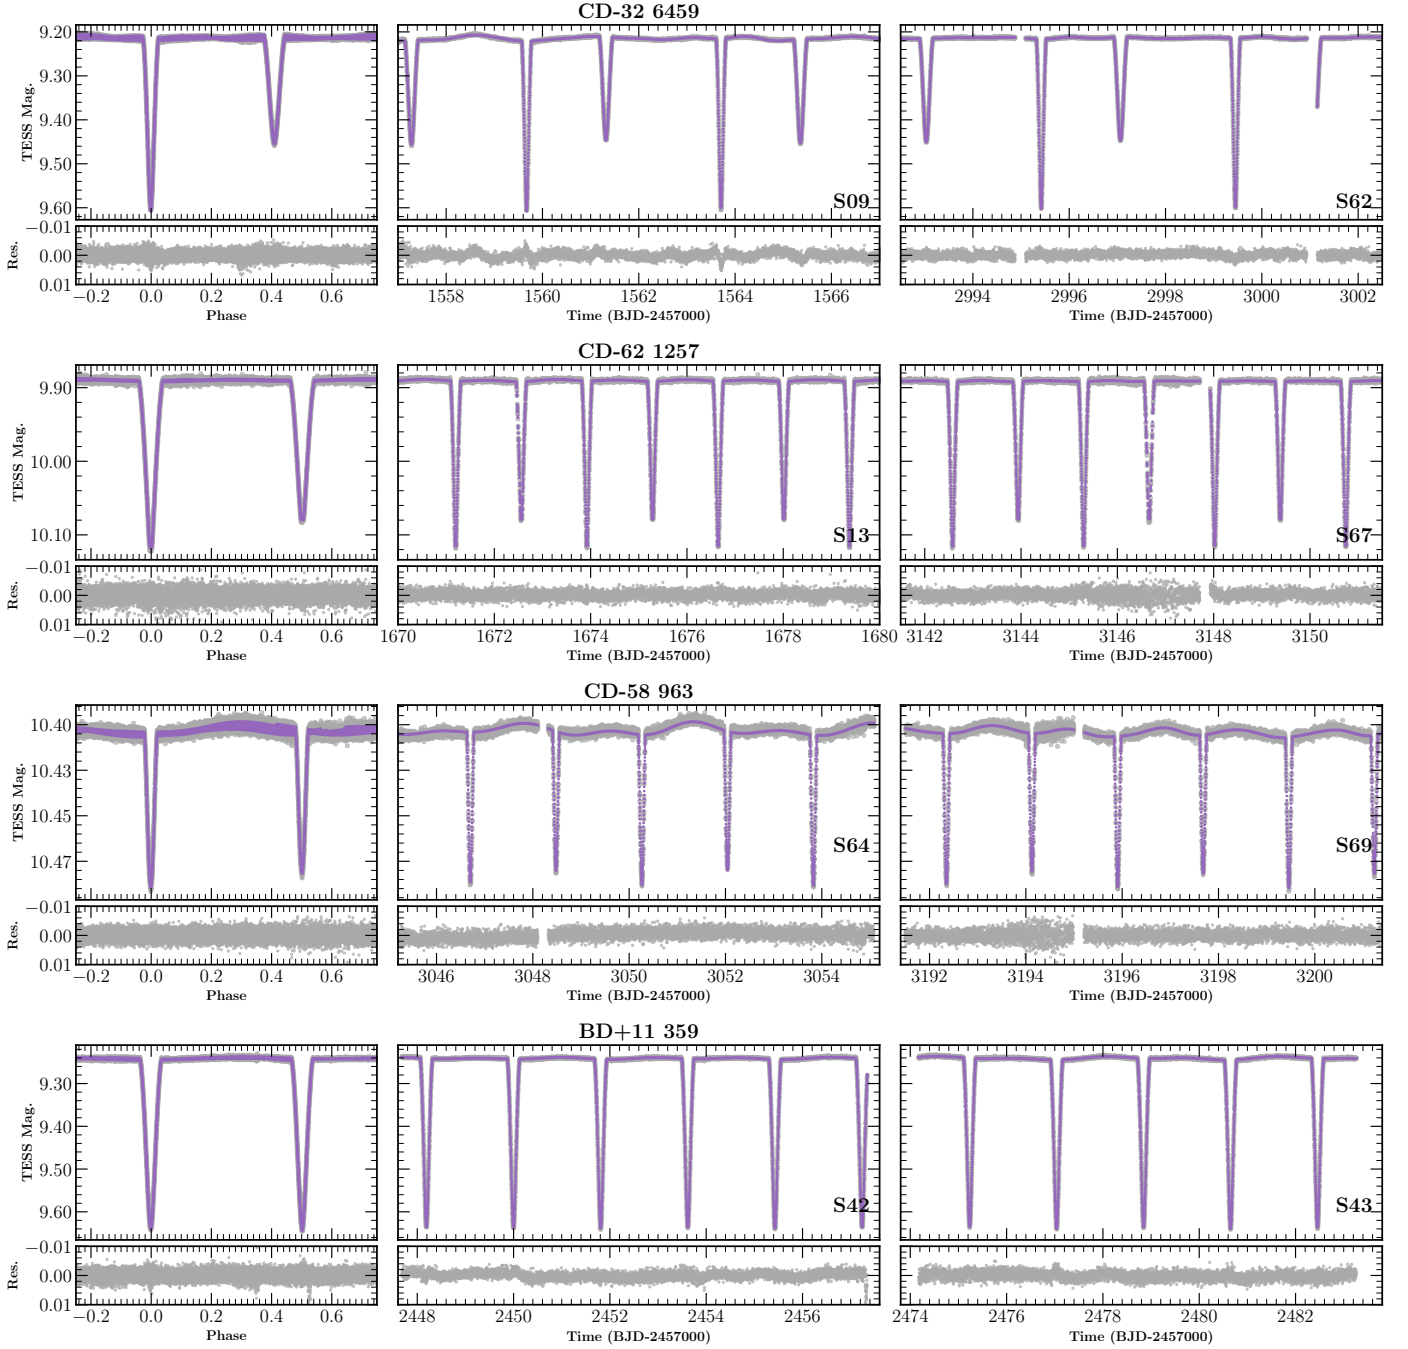 CD-32 6459
9.20
9.30
9.40
9.50
9.60
TESS Mag.
S09
S62
−0.01
0.00
0.01
Res.
−0.2 0.0 0.2 0.4 0.6
1558 1560 1562 1564 1566
2994 2996 2998 3000 3002
Phase
Time (BJD-2457000)
Time (BJD-2457000)
CD-62 1257
9.90
10.00
10.10
TESS Mag.
S13
S67
−0.01
0.00
0.01
Res.
−0.2 0.0 0.2 0.4 0.6
1670 1672 1674 1676 1678 1680
3142 3144 3146 3148 3150
Phase
Time (BJD-2457000)
Time (BJD-2457000)
CD-58 963
10.40
10.43
10.45
10.47
TESS Mag.
S64
S69
−0.01
0.00
0.01
Res.
−0.2 0.0 0.2 0.4 0.6
3046 3048 3050 3052 3054
3192 3194 3196 3198 3200
Phase
Time (BJD-2457000)
Time (BJD-2457000)
BD+11 359
9.30
9.40
9.50
9.60
TESS Mag.
S42
S43
−0.01
0.00
0.01
Res.
−0.2 0.0 0.2 0.4 0.6
2448 2450 2452 2454 2456
2474 2476 2478 2480 2482
Phase
Time (BJD-2457000)
Time (BJD-2457000)